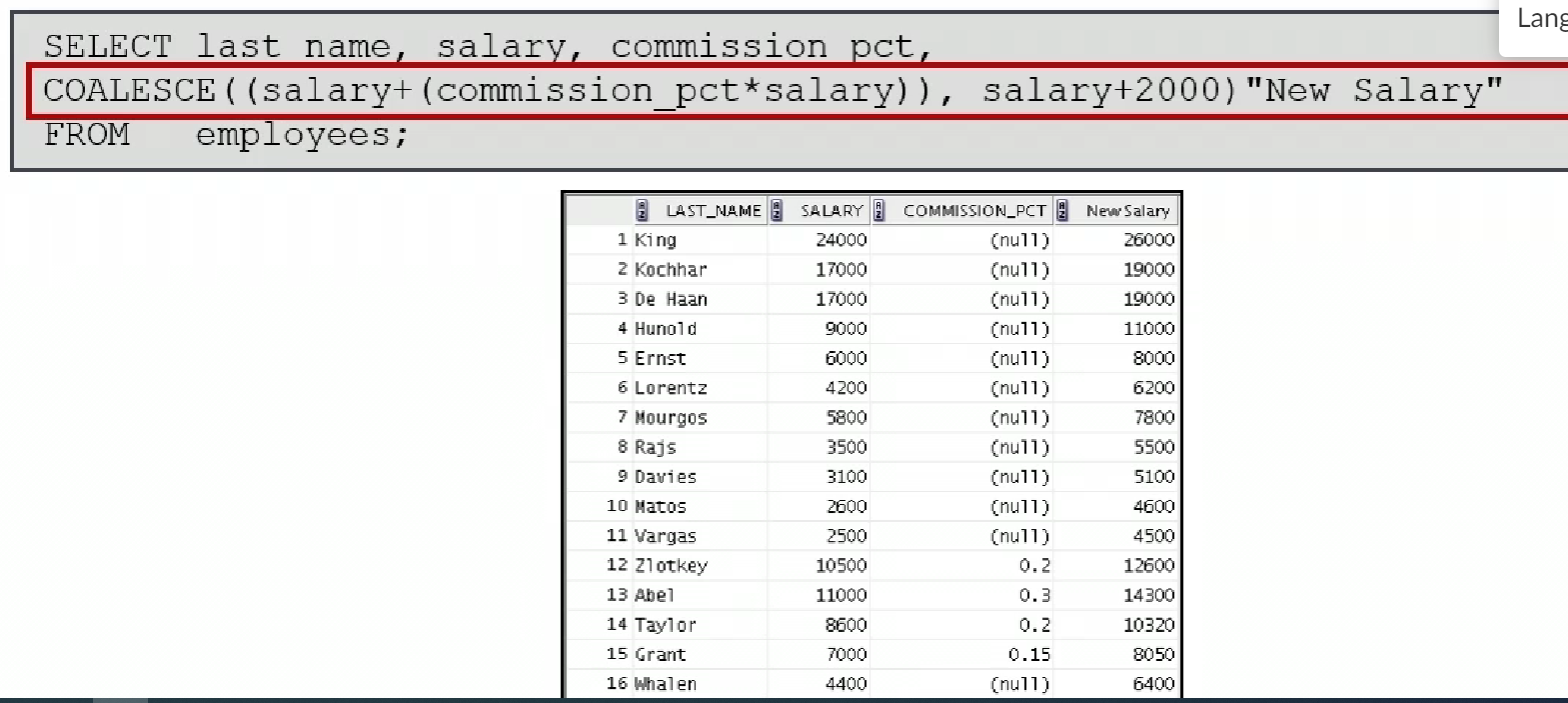 Lang
SELECT last name, salary, commission pct,
COALESCE((salary+(commission_pct*salary)), salary+2000)"New Salary"
FROM employees;
LAST_NAME SALARY COMMISSION_PCT New Salary
1 King 24000 (null) 26000
2 Kochhar 17000 (null) 19000
3 De Haan 17000 (null) 19000
4 Hunold 9000 (null) 11000
5 Ernst 6000 (null) 8000
6 Lorentz 4200 (null) 6200
7 Mourgos 5800 (null) 7800
8 Rajs 3500 (null) 5500
9 Davies 3100 (null) 5100
10 Matos 2600 (null) 4600
11 Vargas 2500 (null) 4500
12 Zlotkey 10500 0.2 12600
13 Abel 11000 0.3 14300
14 Taylor 8600 0.2 10320
15 Grant 7000 0.15 8050
16 Whalen 4400 (null) 6400